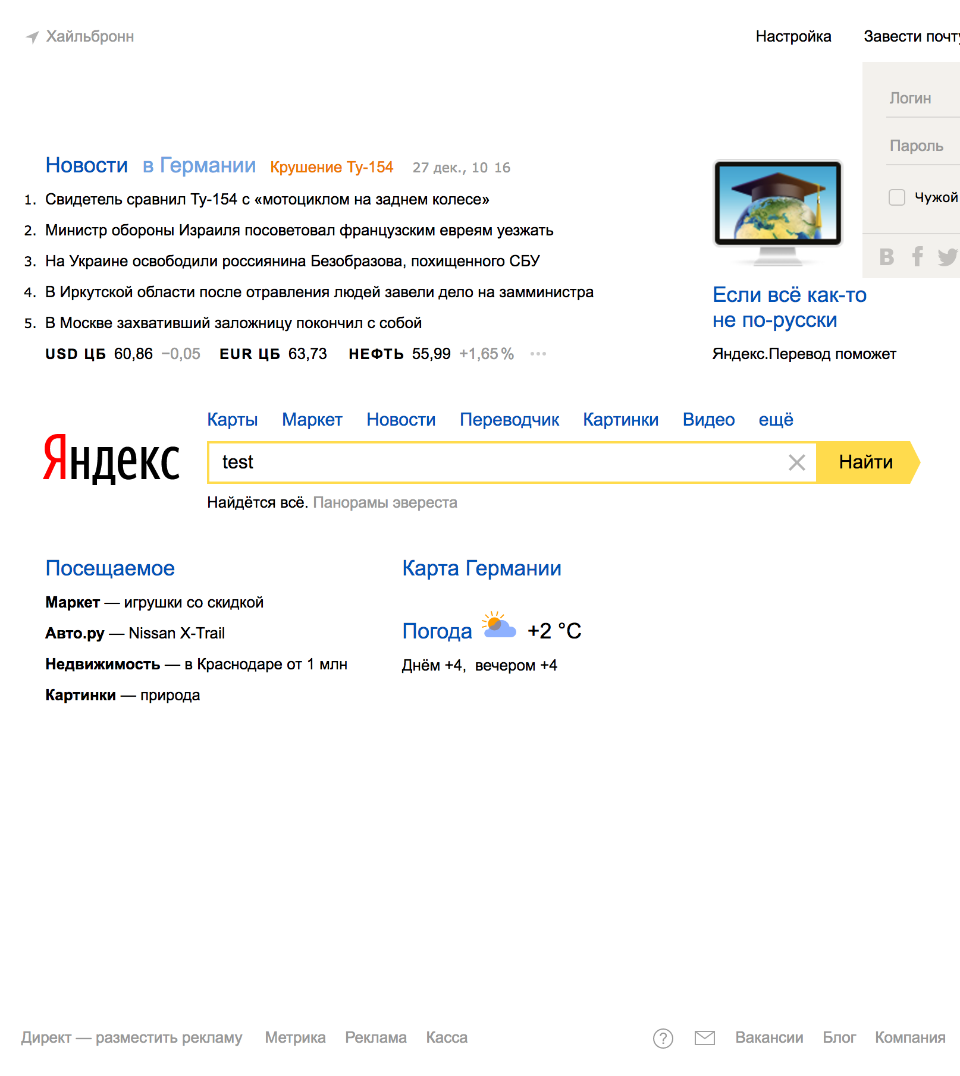 Хайльбронн
Настройка
Завести почту
Логин
Пароль
Чужой
Новости в Германии Крушение Ту-154 27 дек., 10 16
1. Свидетель сравнил Ту-154 с «мотоциклом на заднем колесе»
2. Министр обороны Израиля посоветовал французским евреям уезжать
3. На Украине освободили россиянина Безобразова, похищенного СБУ
4. В Иркутской области после отравления людей завели дело на замминистра
5. В Москве захвативший заложницу покончил с собой
USD ЦБ 60,86 −0,05 EUR ЦБ 63,73 НЕФТЬ 55,99 +1,65% ···
Если всё как-то
не по-русски
Яндекс.Перевод поможет
Карты Маркет Новости Переводчик Картинки Видео ещё
Яндекс
test
Найти
Найдётся всё. Панорамы эвереста
Посещаемое
Маркет — игрушки со скидкой
Авто.ру — Nissan X-Trail
Недвижимость — в Краснодаре от 1 млн
Картинки — природа
Карта Германии
Погода +2 °C
Днём +4, вечером +4
Директ — разместить рекламу Метрика Реклама Касса
? Вакансии Блог Компания